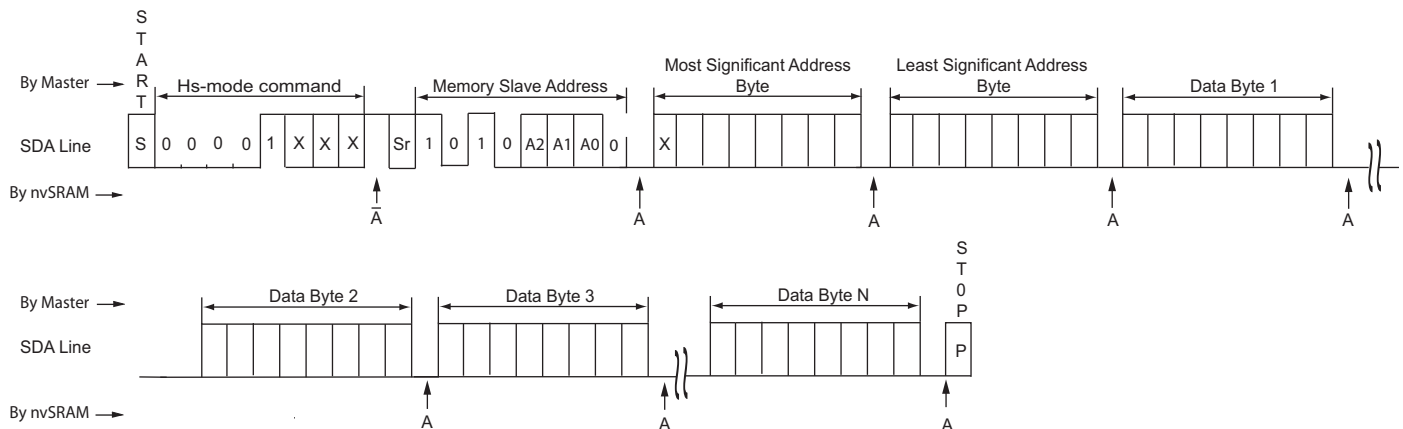 S
T
A
R
T
By Master
Hs-mode command
Memory Slave Address
Most Significant Address
Byte
Least Significant Address
Byte
Data Byte 1
SDA Line
S 0 0 0 0 1 X X X Sr 1 0 1 0 A2 A1 A0 0 X
By nvSRAM
A̅ A A A A
S
T
0
P
By Master
Data Byte 2
Data Byte 3
Data Byte N
SDA Line
P
By nvSRAM
A A A